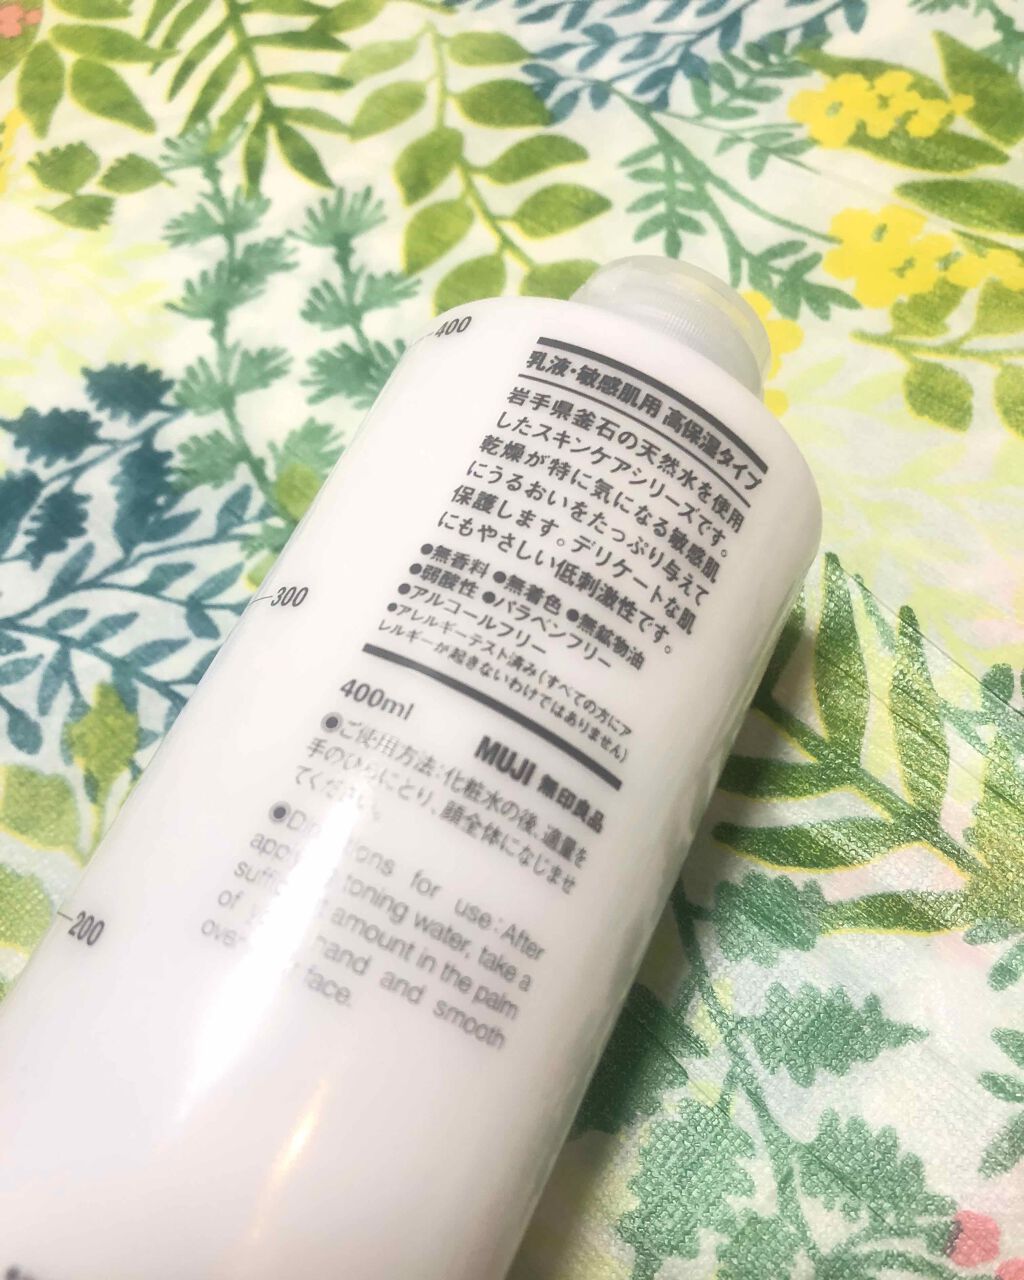 400
乳液・敏感肌用 高保湿タイプ
岩手県釜石の天然水を使用
したスキンケアシリーズです。
乾燥が特に気になる敏感肌
にうるおいをたっぷり与えて
保護します。デリケートな肌
にもやさしい低刺激性です。
●無香料 ●無着色 ●無鉱物油
●弱酸性 ●パラベンフリー
●アルコールフリー
●アレルギーテスト済み(すべての方にア
レルギーが起きないわけではありません)
300
400ml
MUJI 無印良品
●ご使用方法:化粧水の後、適量を
手のひらにとり、顔全体になじませ
てください。
for use: After
toning water, take a
of amount in the palm
hand and smooth
face.
200